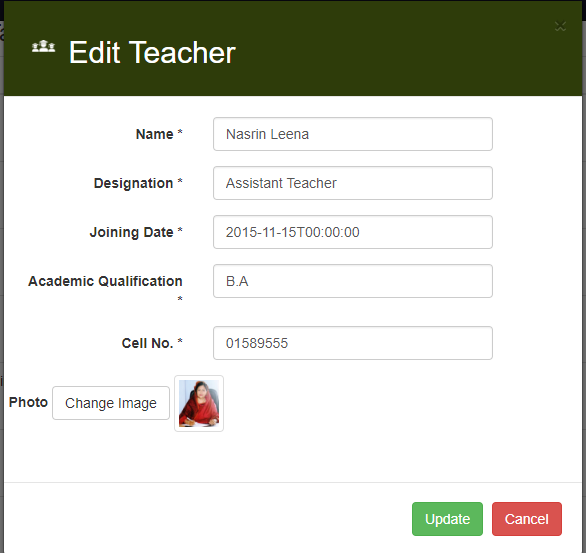 ×
Edit Teacher
Name *
Nasrin Leena
Designation *
Assistant Teacher
Joining Date *
2015-11-15T00:00:00
Academic Qualification
*
B.A
Cell No. *
01589555
Photo Change Image
Update Cancel